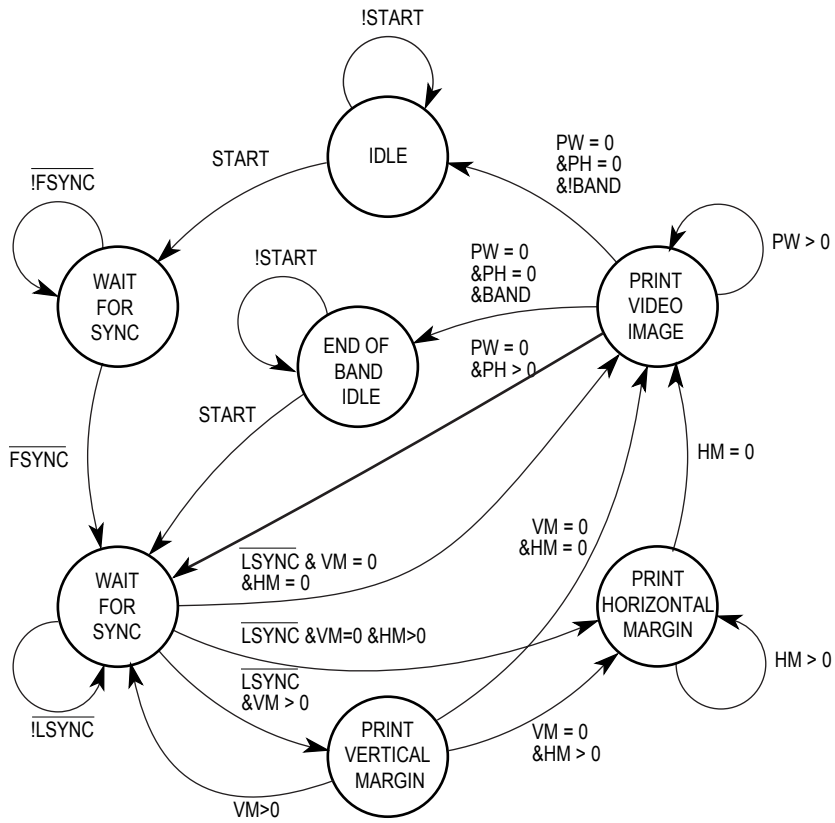 !START
IDLE
START
PW = 0
&PH = 0
&!BAND
!FSYNC
PW > 0
WAIT
FOR
SYNC
!START
PW = 0
&PH = 0
&BAND
PRINT
VIDEO
IMAGE
END OF
BAND
IDLE
PW = 0
&PH > 0
START
FSYNC
HM = 0
VM = 0
&HM = 0
LSYNC & VM = 0
&HM = 0
WAIT
FOR
SYNC
PRINT
HORIZONTAL
MARGIN
LSYNC &VM=0 &HM>0
HM > 0
LSYNC
&VM > 0
!LSYNC
PRINT
VERTICAL
MARGIN
VM = 0
&HM > 0
VM>0